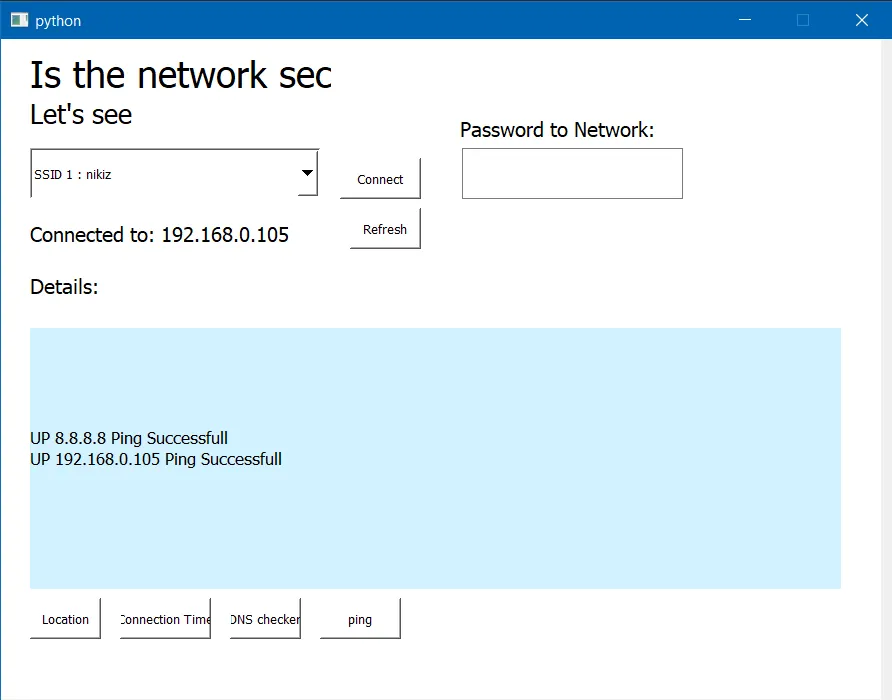 python
Is the network sec
Let's see
Password to Network:
SSID 1 : nikiz
Connect
Connected to: 192.168.0.105
Refresh
Details:
UP 8.8.8.8 Ping Successfull
UP 192.168.0.105 Ping Successfull
Location
Connection Time
DNS checker
ping